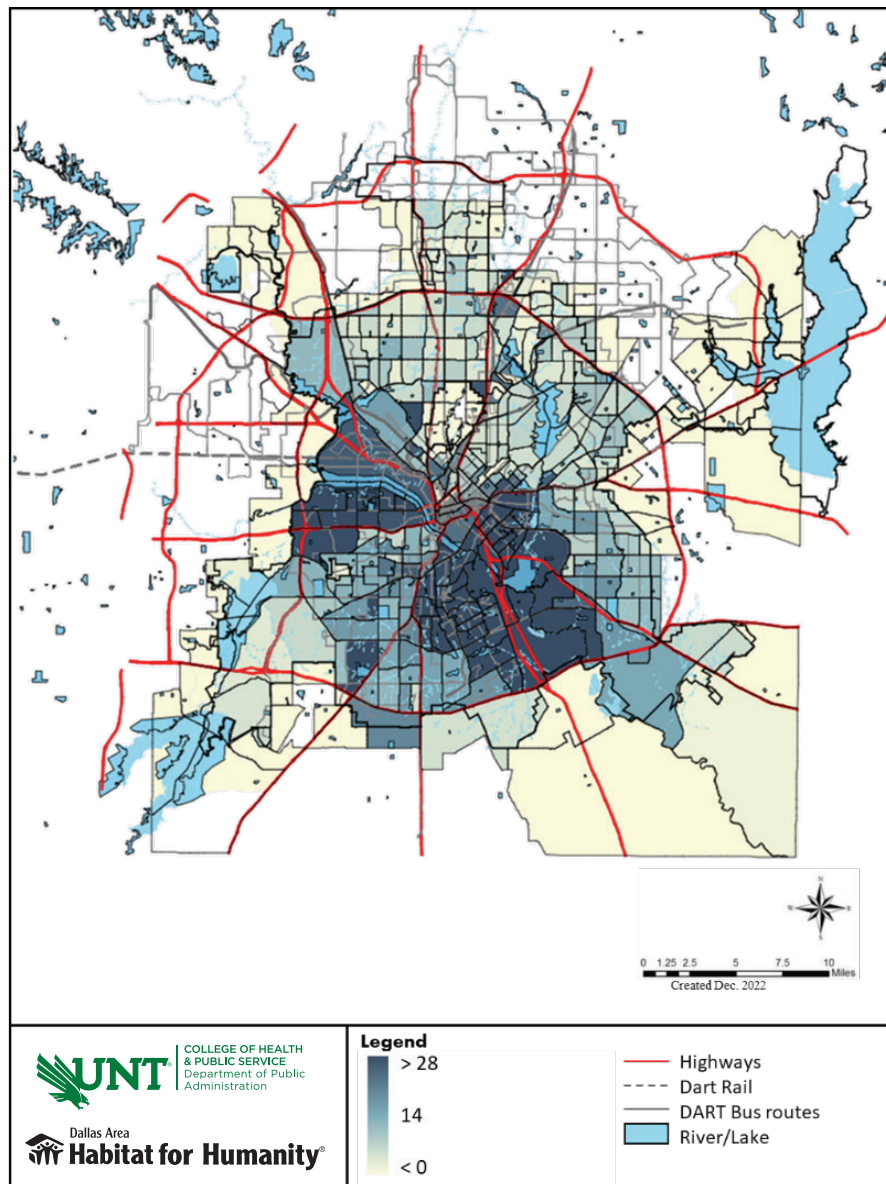 N
W
E
S
0 1.25 2.5 5 7.5 10
Miles
Created Dec. 2022
UNT®
COLLEGE OF HEALTH
& PUBLIC SERVICE
Department of Public
Administration
Dallas Area
Habitat for Humanity®
Legend
> 28
14
< 0
Highways
Dart Rail
DART Bus routes
River/Lake